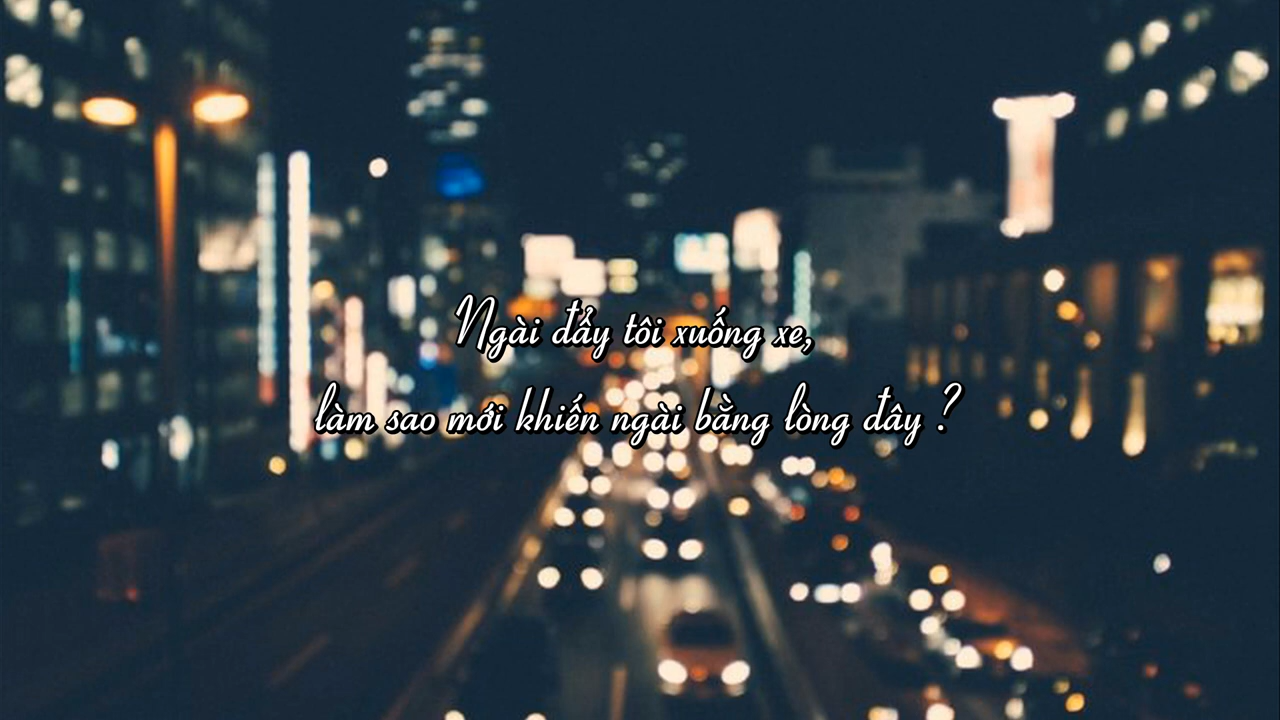 Ngài đẩy tôi xuống xe,
làm sao mới khiến ngài bằng lòng đây ?